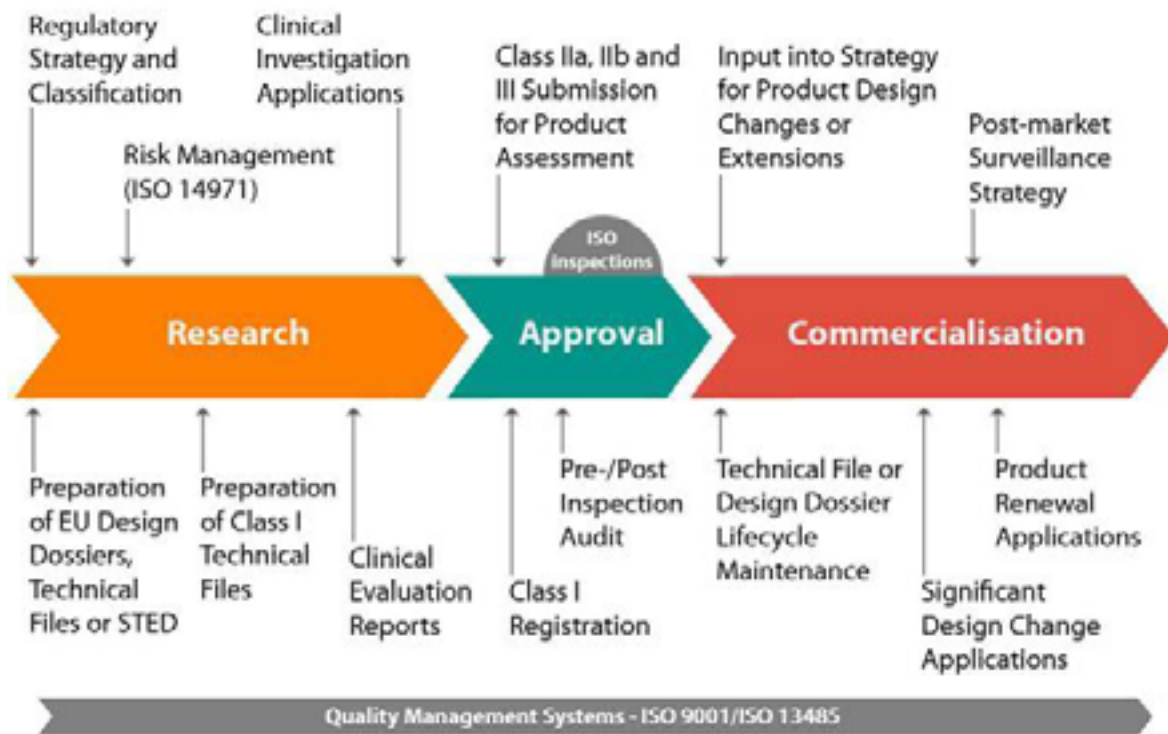 Regulatory
Strategy and
Classification
Clinical
Investigation
Applications
Risk Management
(ISO 14971)
Class IIa, IIb and
III Submission
for Product
Assessment
Input into Strategy
for Product Design
Changes or
Extensions
Post-market
Surveillance
Strategy
ISO
inspections
Research
Approval
Commercialisation
Preparation
of EU Design
Dossiers,
Technical
Files or STED
Preparation
of Class I
Technical
Files
Clinical
Evaluation
Reports
Class I
Registration
Pre-/Post
Inspection
Audit
Technical File or
Design Dossier
Lifecycle
Maintenance
Significant
Design Change
Applications
Product
Renewal
Applications
Quality Management Systems - ISO 9001/ISO 13485